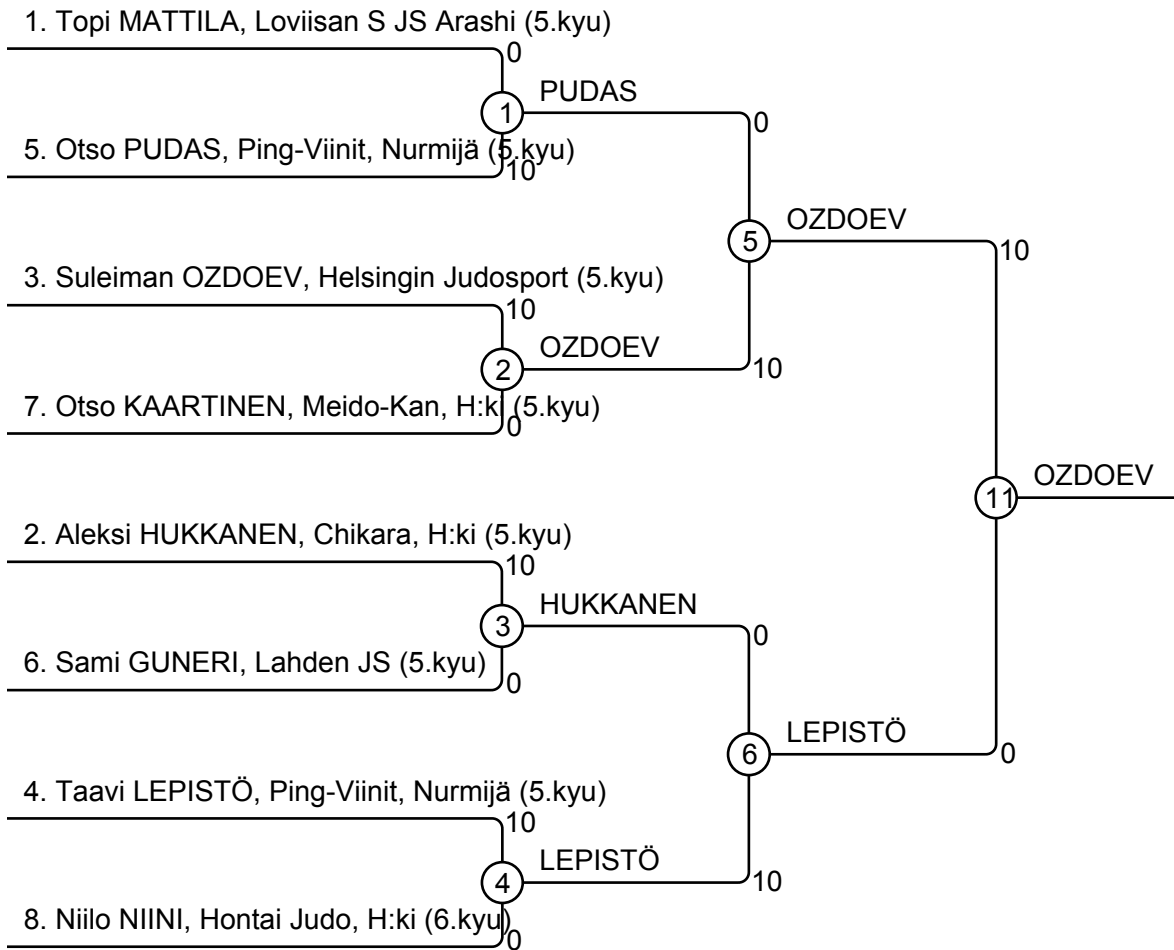 1. Topi MATTILA, Loviisan S JS Arashi (5.kyu)
0
1 PUDAS
0
5. Otso PUDAS, Ping-Viinit, Nurmijä (5.kyu)
10
5 OZDOEV
10
3. Suleiman OZDOEV, Helsingin Judosport (5.kyu)
10
2 OZDOEV
10
7. Otso KAARTINEN, Meido-Kan, H:ki (5.kyu)
0
11 OZDOEV
2. Aleksi HUKKANEN, Chikara, H:ki (5.kyu)
10
3 HUKKANEN
0
6. Sami GUNERI, Lahden JS (5.kyu)
0
6 LEPISTÖ
0
4. Taavi LEPISTÖ, Ping-Viinit, Nurmijä (5.kyu)
10
4 LEPISTÖ
10
8. Niilo NIINI, Hontai Judo, H:ki (6.kyu)
0